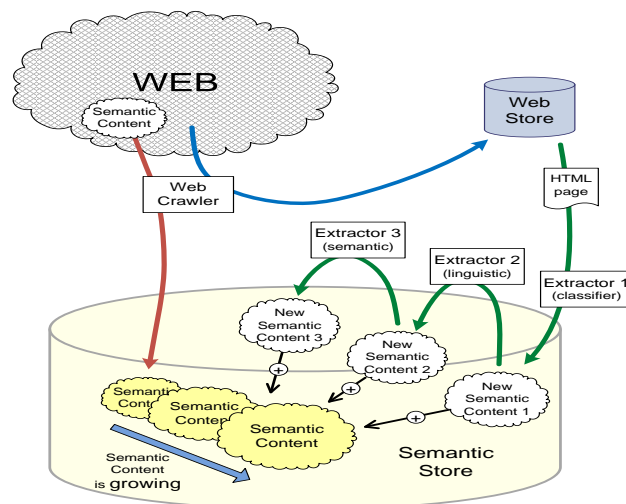 WEB
Semantic
Content
Web
Store
Web
Crawler
HTML
page
Extractor 3
(semantic)
Extractor 2
(linguistic)
Extractor 1
(classifier)
New
Semantic
Content 3
New
Semantic
Content 2
New
Semantic
Content 1
+
+
+
Semantic
Conte
Semantic
Conten
Semantic
Content
Semantic
Content
is growing
Semantic
Store